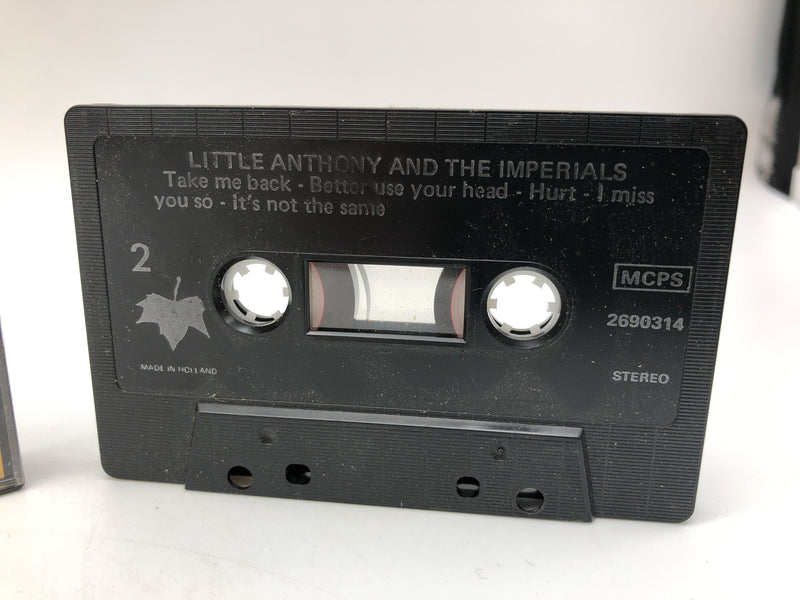 LITTLE ANTHONY AND THE IMPERIALS
Take me back - Better use your head - Hurt - I miss
you so - It's not the same
2
MCPS
2690314
MADE IN HOLLAND
STEREO